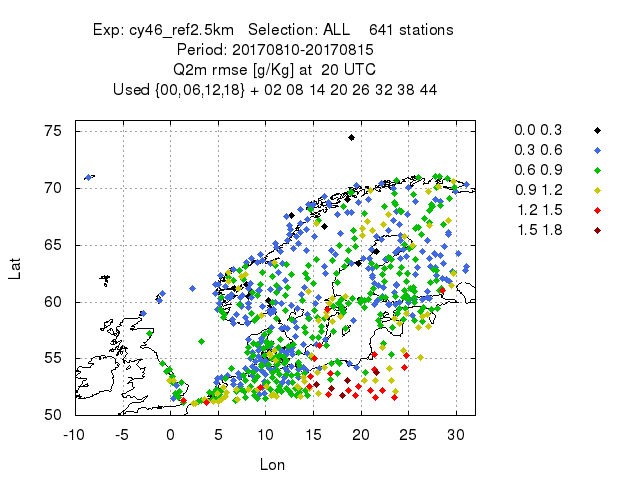 Exp: cy46_ref2.5km   Selection: ALL    641 stations
Period: 20170810-20170815
Q2m rmse [g/Kg] at  20 UTC
Used {00,06,12,18} + 02 08 14 20 26 32 38 44
75
70
65
60
55
50
-10 -5 0 5 10 15 20 25 30
Lat
Lon
0.0 0.3
0.3 0.6
0.6 0.9
0.9 1.2
1.2 1.5
1.5 1.8